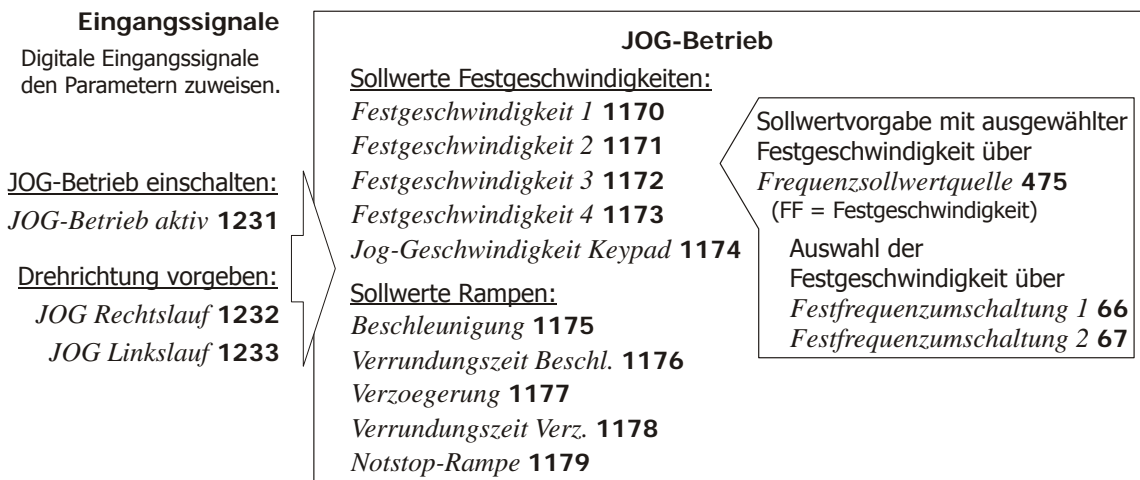 Eingangssignale
Digitale Eingangssignale
den Parametern zuweisen.
JOG-Betrieb einschalten:
JOG-Betrieb aktiv 1231
Drehrichtung vorgeben:
JOG Rechtslauf 1232
JOG Linkslauf 1233
JOG-Betrieb
Sollwerte Festgeschwindigkeiten:
Festgeschwindigkeit 1 1170
Festgeschwindigkeit 2 1171
Festgeschwindigkeit 3 1172
Festgeschwindigkeit 4 1173
Jog-Geschwindigkeit Keypad 1174
Sollwerte Rampen:
Beschleunigung 1175
Verrundungszeit Beschl. 1176
Verzoegerung 1177
Verrundungszeit Verz. 1178
Notstop-Rampe 1179
Sollwertvorgabe mit ausgewählter
Festgeschwindigkeit über
Frequenzsollwertquelle 475
(FF = Festgeschwindigkeit)
Auswahl der
Festgeschwindigkeit über
Festfrequenzumschaltung 1 66
Festfrequenzumschaltung 2 67